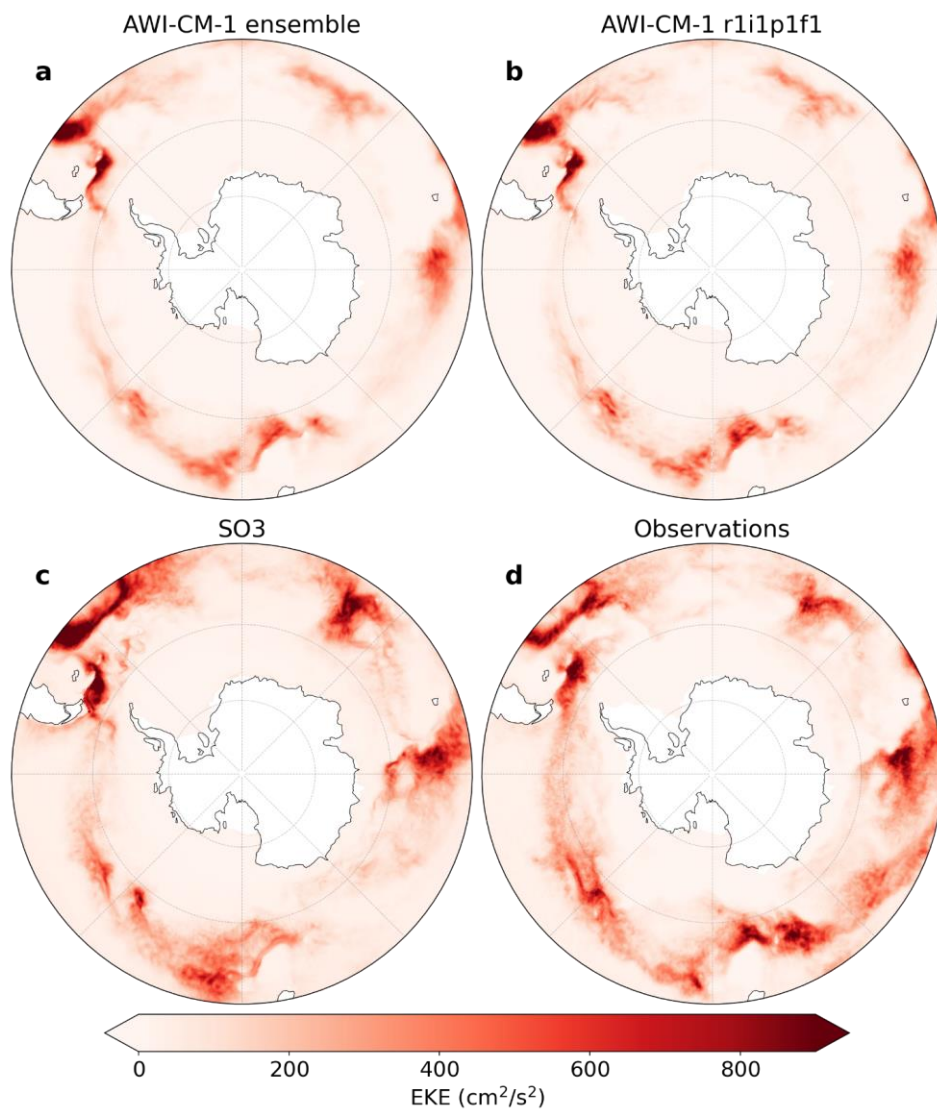 AWI-CM-1 ensemble
AWI-CM-1 r1i1p1f1
a
b
SO3
Observations
c
d
0 200 400 600 800
EKE (cm²/s²)